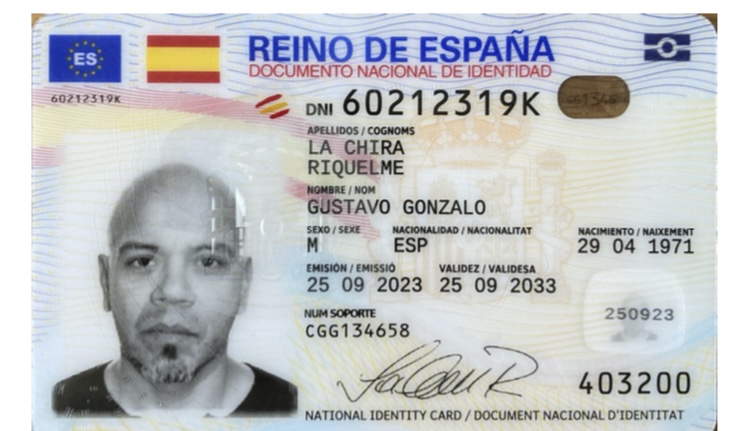 ES
REINO DE ESPAÑA
DOCUMENTO NACIONAL DE IDENTIDAD
60212319K
DNI 60212319K
APELLIDOS / COGNOMS
LA CHIRA
RIQUELME
NOMBRE / NOM
GUSTAVO GONZALO
SEXO / SEXE NACIONALIDAD / NACIONALITAT NACIMIENTO / NAIXEMENT
M ESP 29 04 1971
EMISIÓN / EMISSIÓ VALIDEZ / VALIDESA
25 09 2023 25 09 2033
NUM SOPORTE
CGG134658
250923
403200
NATIONAL IDENTITY CARD / DOCUMENT NACIONAL D'IDENTITAT